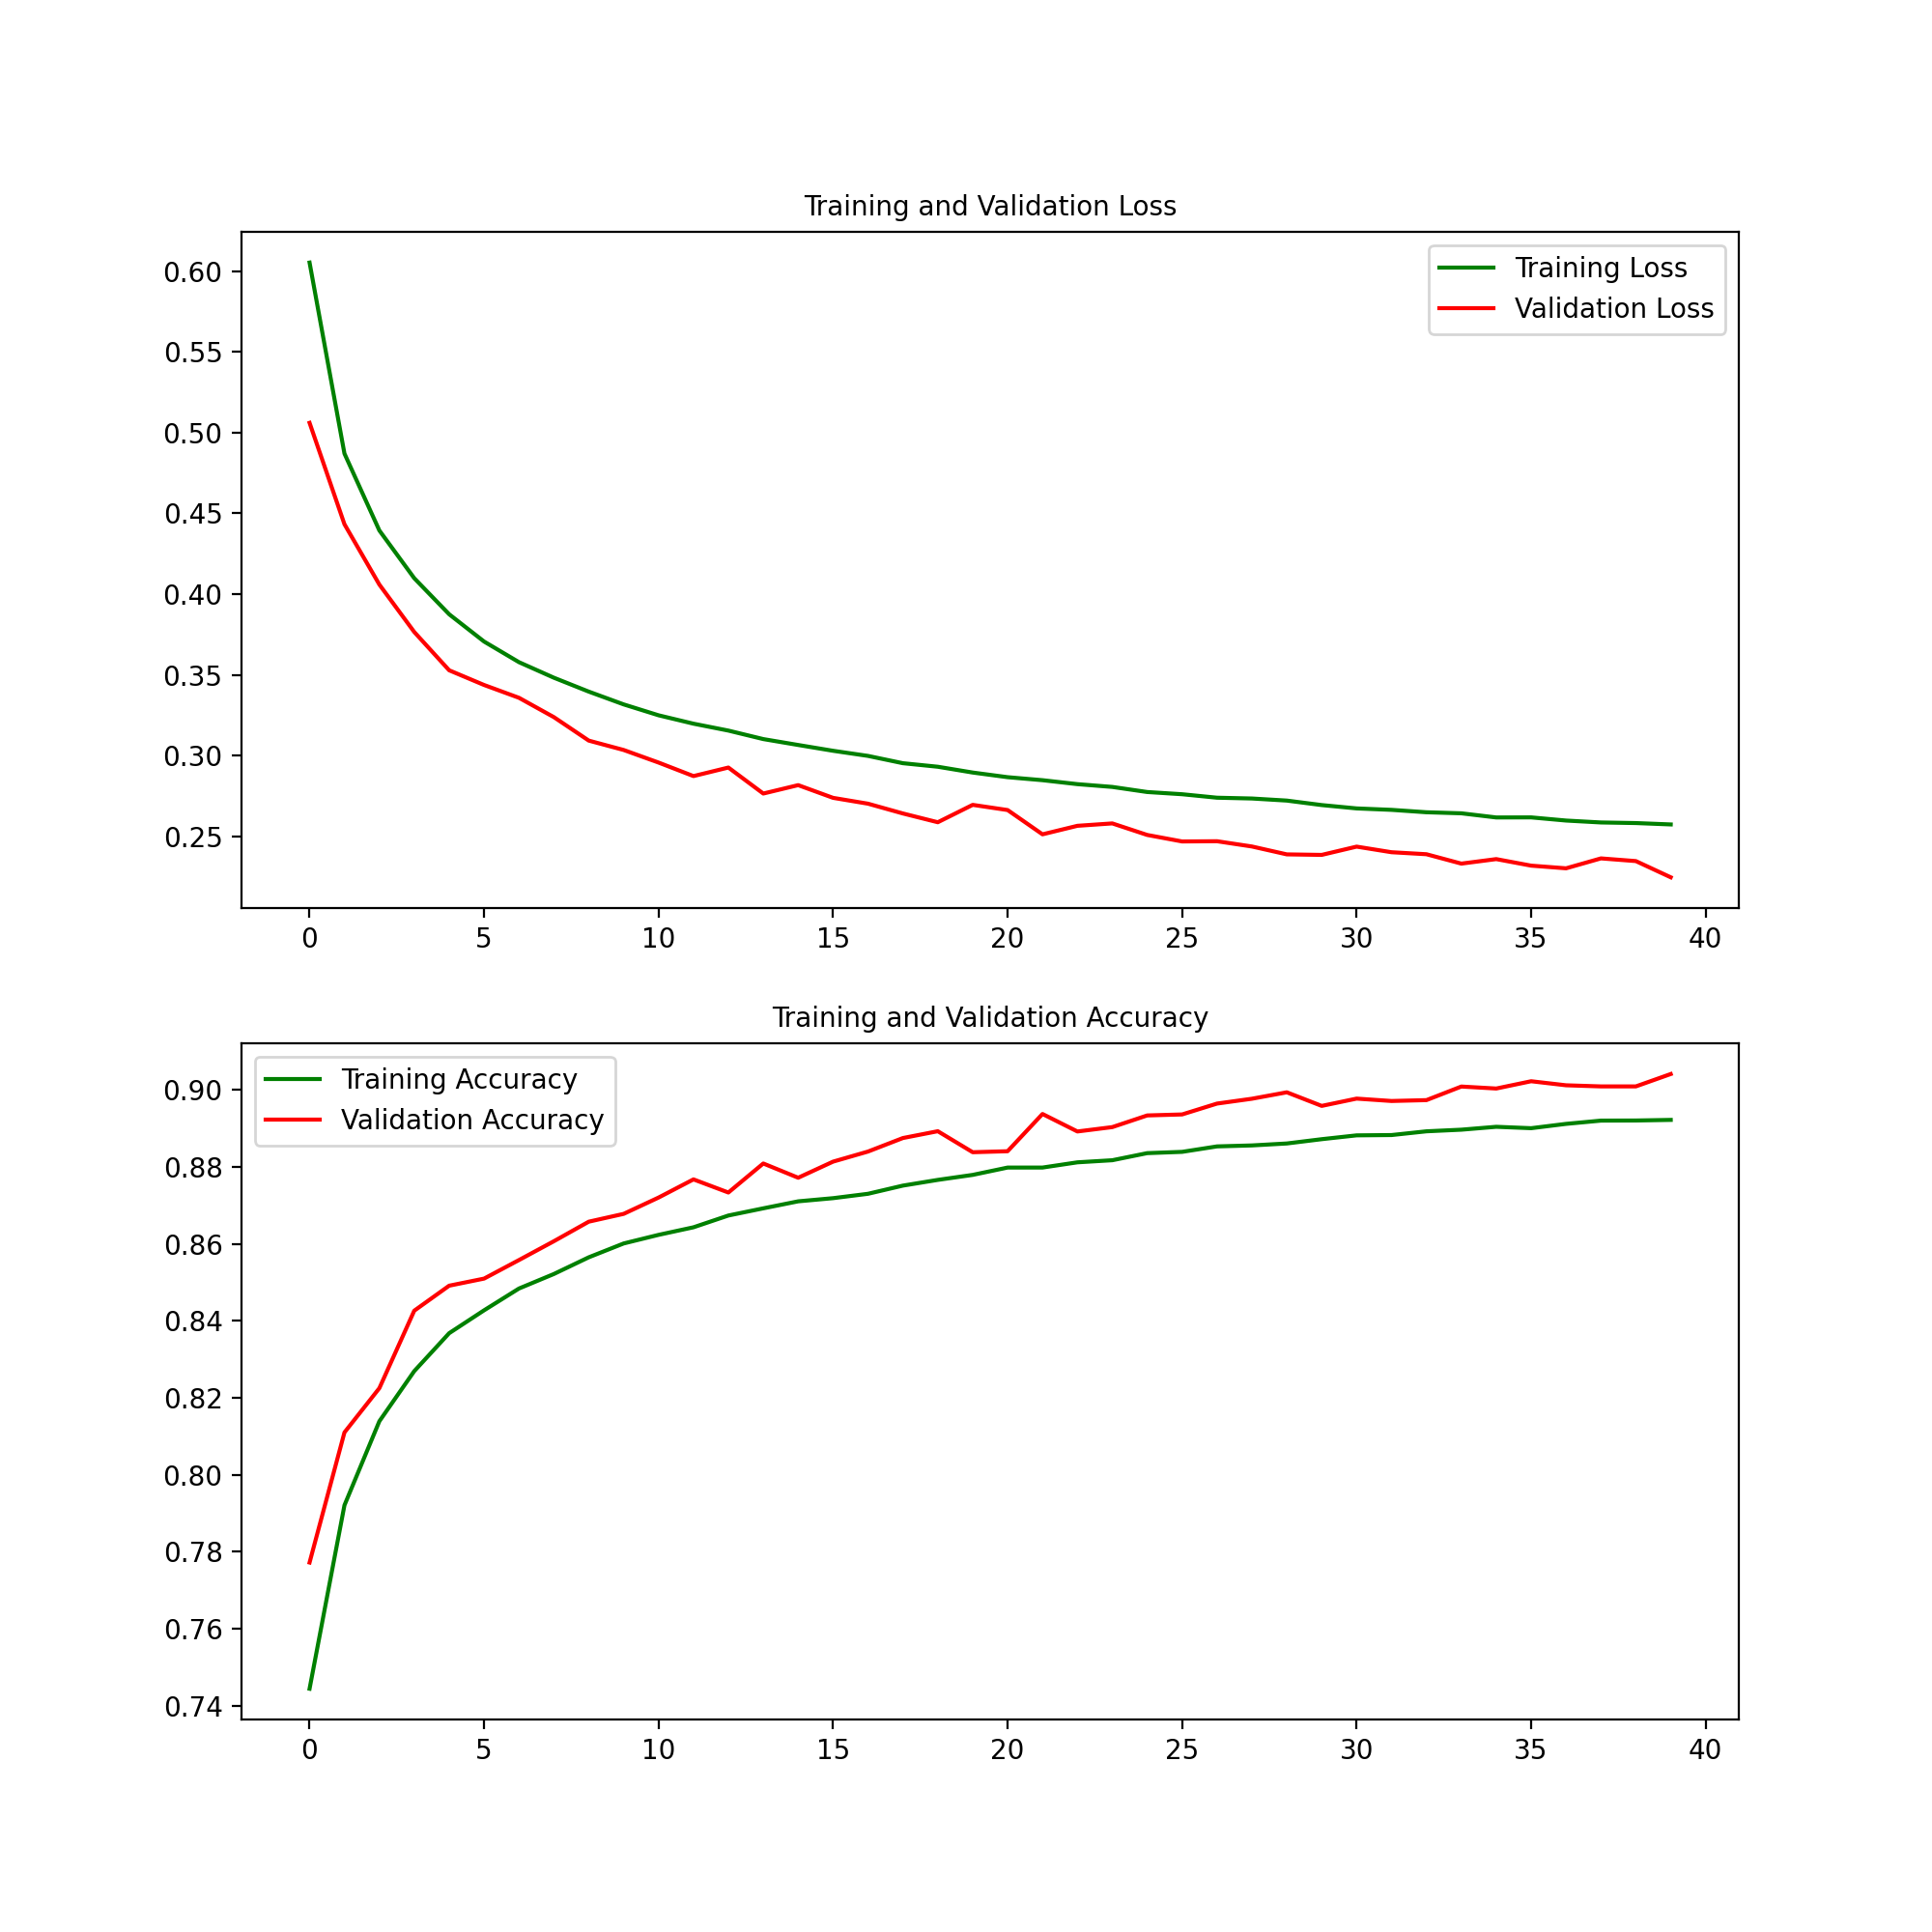 Training and Validation Loss
0.60
0.55
0.50
0.45
0.40
0.35
0.30
0.25
Training Loss
Validation Loss
0 5 10 15 20 25 30 35 40
Training and Validation Accuracy
0.90
0.88
0.86
0.84
0.82
0.80
0.78
0.76
0.74
Training Accuracy
Validation Accuracy
0 5 10 15 20 25 30 35 40